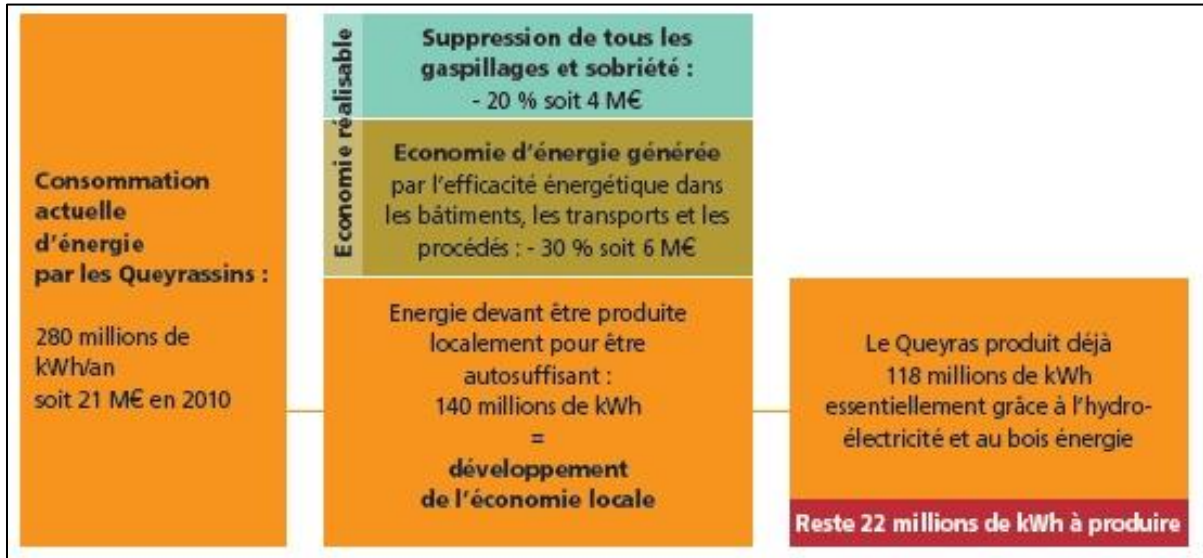 Consommation
actuelle
d'énergie
par les Queyrassins :
280 millions de
kWh/an
soit 21 M€ en 2010
Economie réalisable
Suppression de tous les
gaspillages et sobriété :
- 20 % soit 4 M€
Economie d'énergie générée
par l'efficacité énergétique dans
les bâtiments, les transports et les
procédés : - 30 % soit 6 M€
Energie devant être produite
localement pour être
autosuffisant :
140 millions de kWh
=
développement
de l'économie locale
Le Queyras produit déjà
118 millions de kWh
essentiellement grâce à l'hydro-
électricité et au bois énergie
Reste 22 millions de kWh à produire